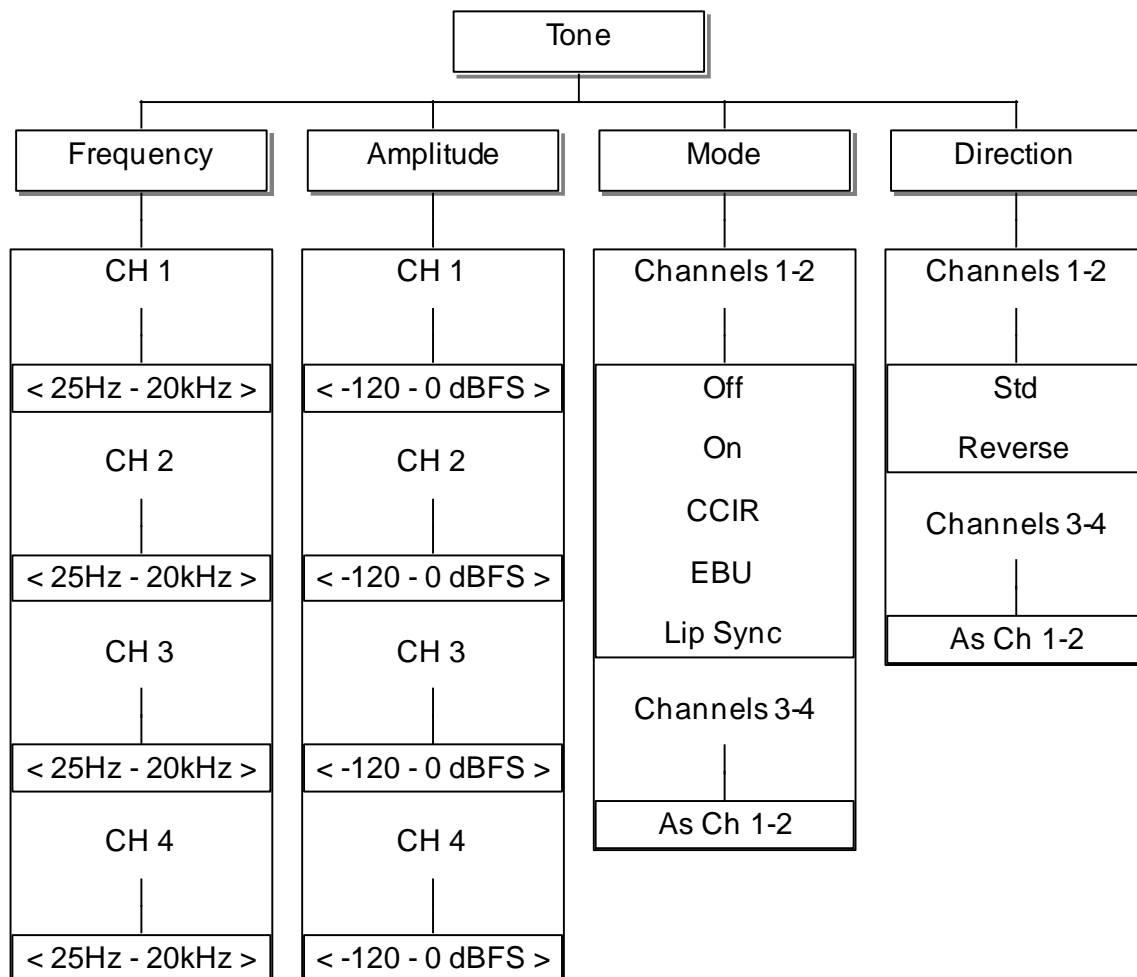 Tone
Frequency
Amplitude
Mode
Direction
CH 1
< 25Hz - 20kHz >
CH 2
< 25Hz - 20kHz >
CH 3
< 25Hz - 20kHz >
CH 4
< 25Hz - 20kHz >
CH 1
< -120 - 0 dBFS >
CH 2
< -120 - 0 dBFS >
CH 3
< -120 - 0 dBFS >
CH 4
< -120 - 0 dBFS >
Channels 1-2
Off
On
CCIR
EBU
Lip Sync
Channels 3-4
As Ch 1-2
Channels 1-2
Std
Reverse
Channels 3-4
As Ch 1-2